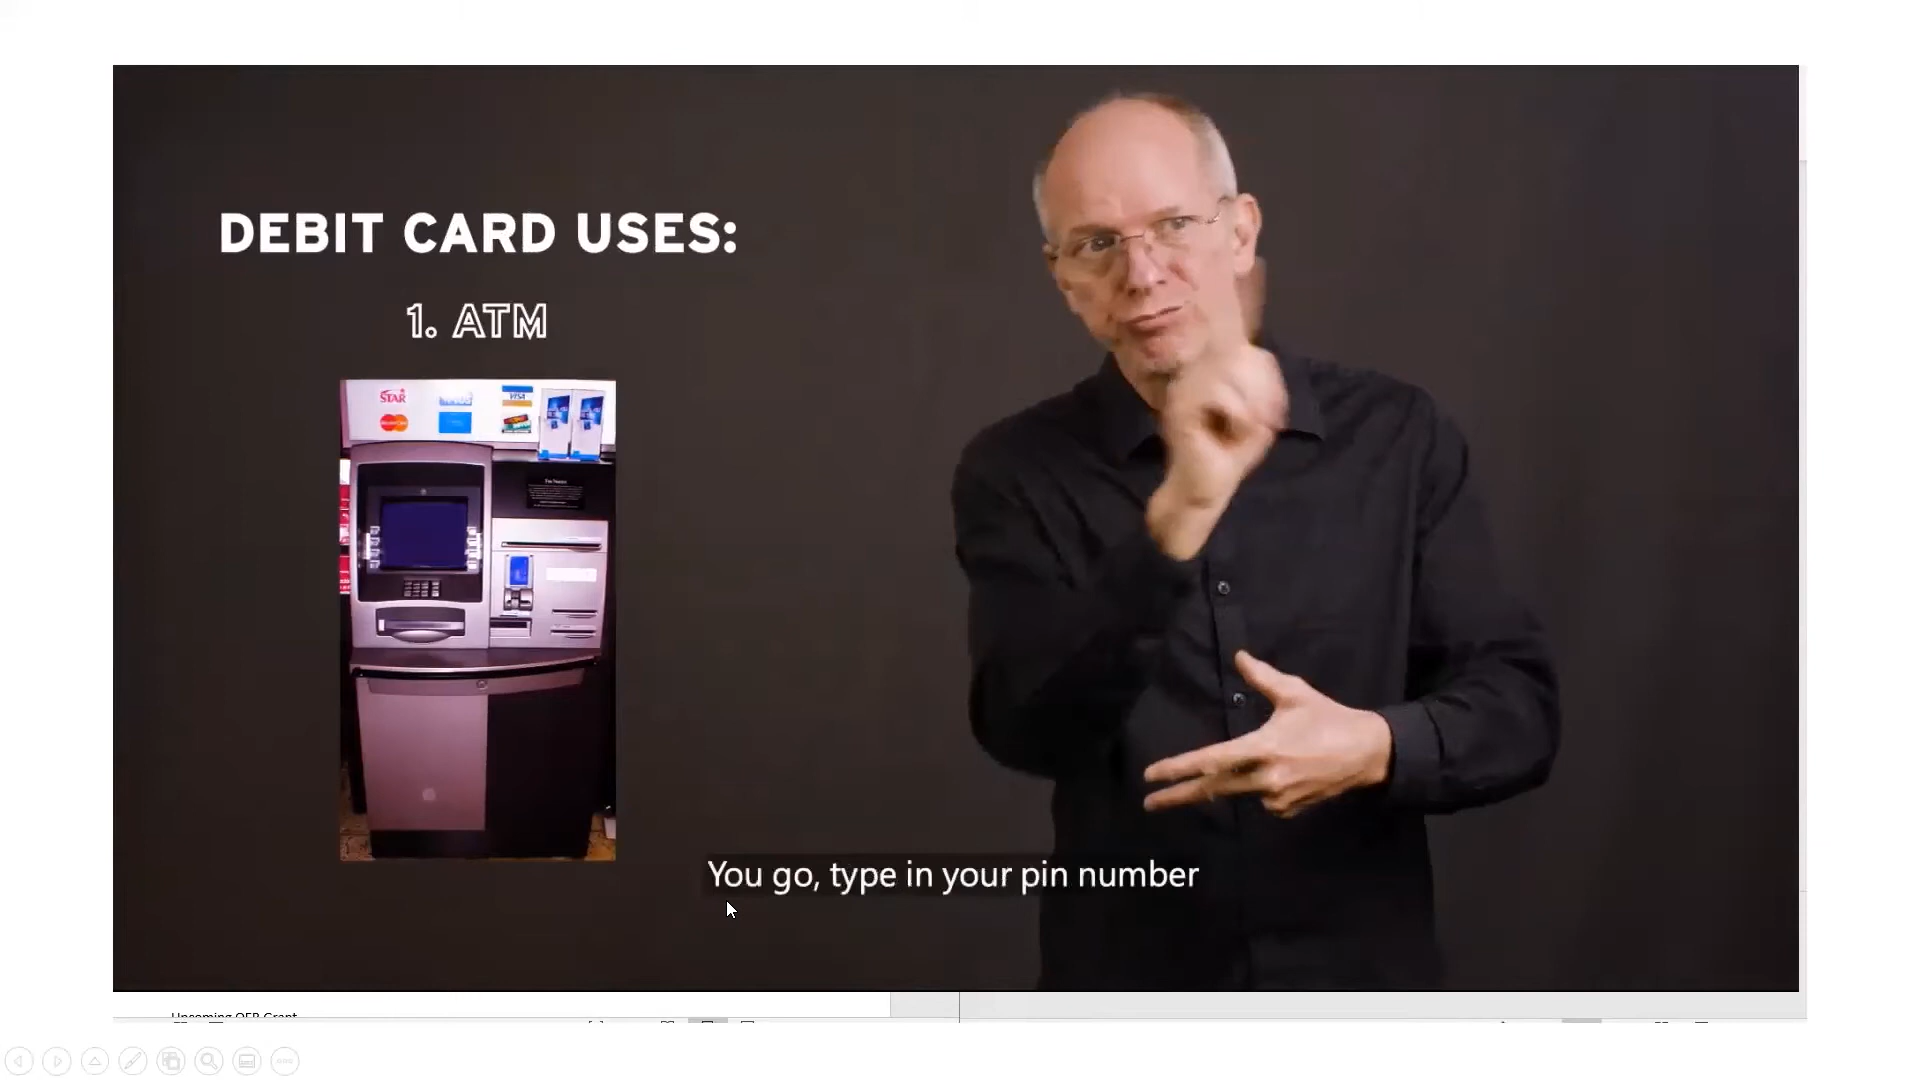 DEBIT CARD USES:
1. ATM
STAR
VISA
You go, type in your pin number